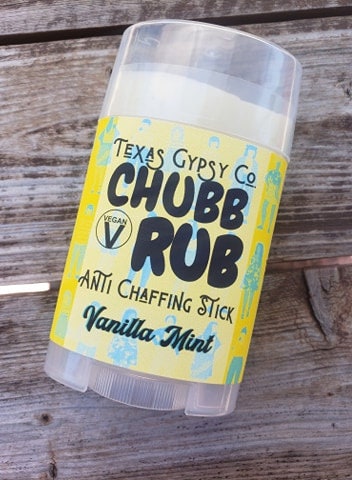 Texas Gypsy Co
CHUBB
VEGAN
V
RUB
Anti Chaffing Stick
Vanilla Mint